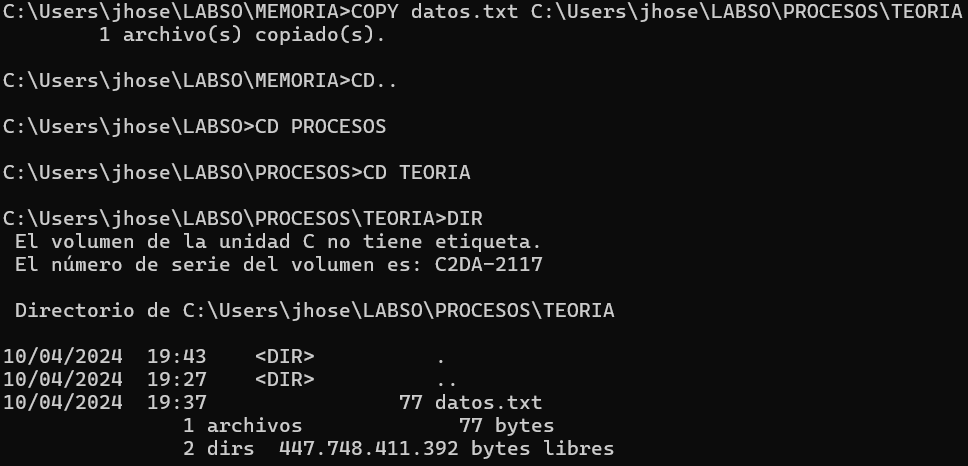 C:\Users\jhose\LABSO\MEMORIA>COPY datos.txt C:\Users\jhose\LABSO\PROCESOS\TEORIA
        1 archivo(s) copiado(s).
C:\Users\jhose\LABSO\MEMORIA>CD..
C:\Users\jhose\LABSO>CD PROCESOS
C:\Users\jhose\LABSO\PROCESOS>CD TEORIA
C:\Users\jhose\LABSO\PROCESOS\TEORIA>DIR
 El volumen de la unidad C no tiene etiqueta.
 El número de serie del volumen es: C2DA-2117
 Directorio de C:\Users\jhose\LABSO\PROCESOS\TEORIA
10/04/2024  19:43    <DIR>          .
10/04/2024  19:27    <DIR>          ..
10/04/2024  19:37                77 datos.txt
               1 archivos             77 bytes
               2 dirs  447.748.411.392 bytes libres